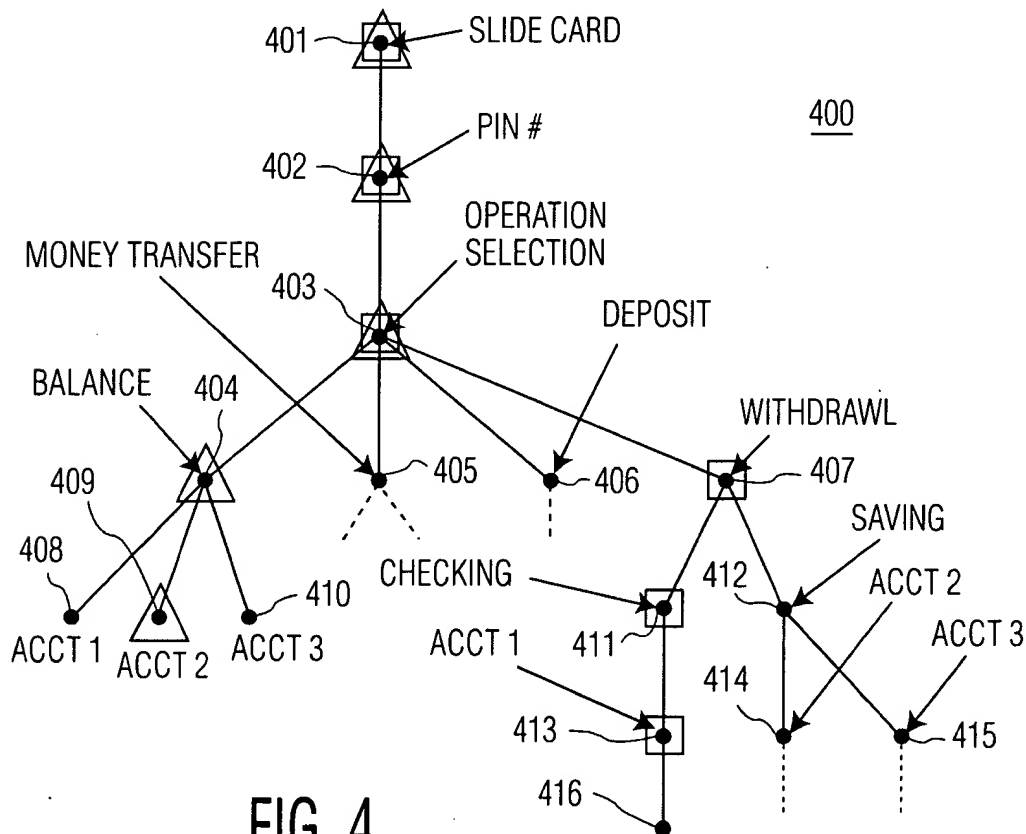 401
SLIDE CARD
400
PIN #
402
OPERATION
SELECTION
MONEY TRANSFER
403
DEPOSIT
BALANCE
404
WITHDRAWL
405
406
407
409
SAVING
408
CHECKING
412
ACCT 2
410
411
ACCT 1
ACCT 2
ACCT 3
ACCT 1
ACCT 3
414
413
415
416
FIG. 4